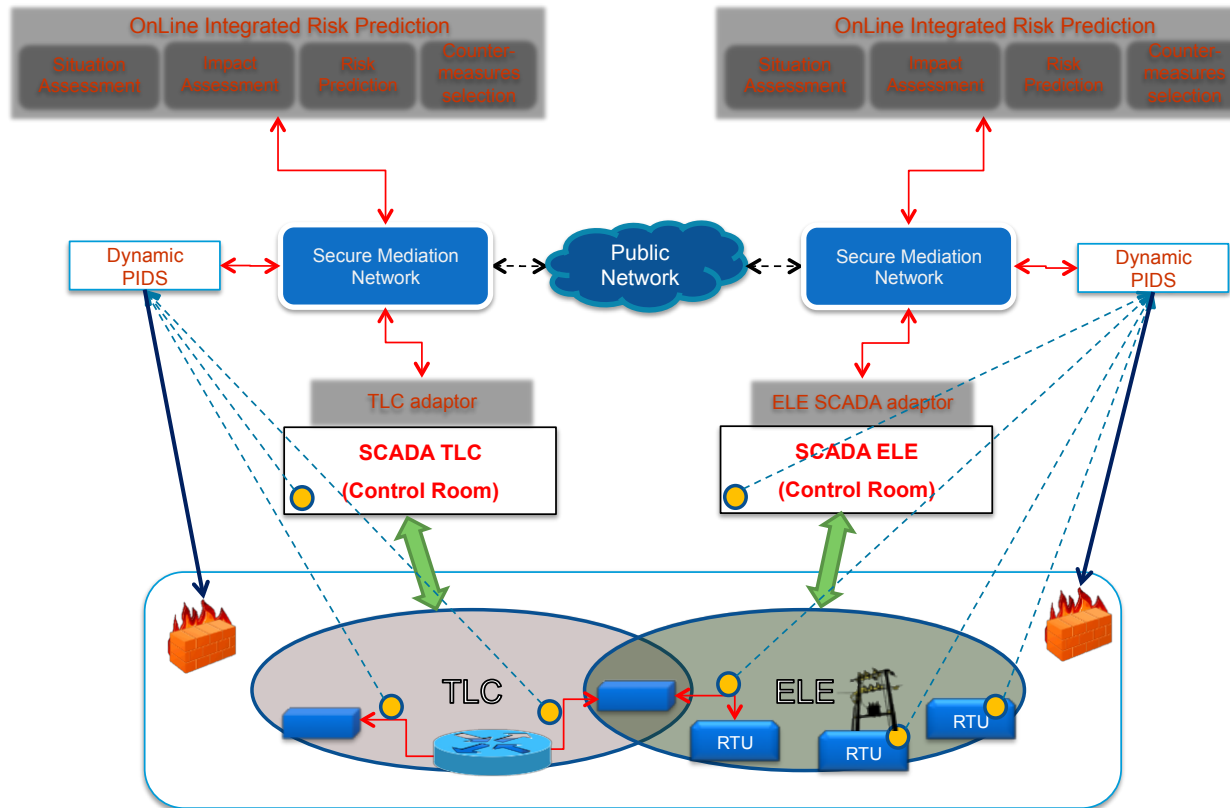 OnLine Integrated Risk Prediction
Situation
Assessment
Impact
Assessment
Risk
Prediction
Counter-
measures
selection
OnLine Integrated Risk Prediction
Situation
Assessment
Impact
Assessment
Risk
Prediction
Counter-
measures
selection
Dynamic
PIDS
Secure Mediation
Network
Public
Network
Secure Mediation
Network
Dynamic
PIDS
TLC adaptor
SCADA TLC
(Control Room)
ELE SCADA adaptor
SCADA ELE
(Control Room)
TLC
ELE
RTU
RTU
RTU